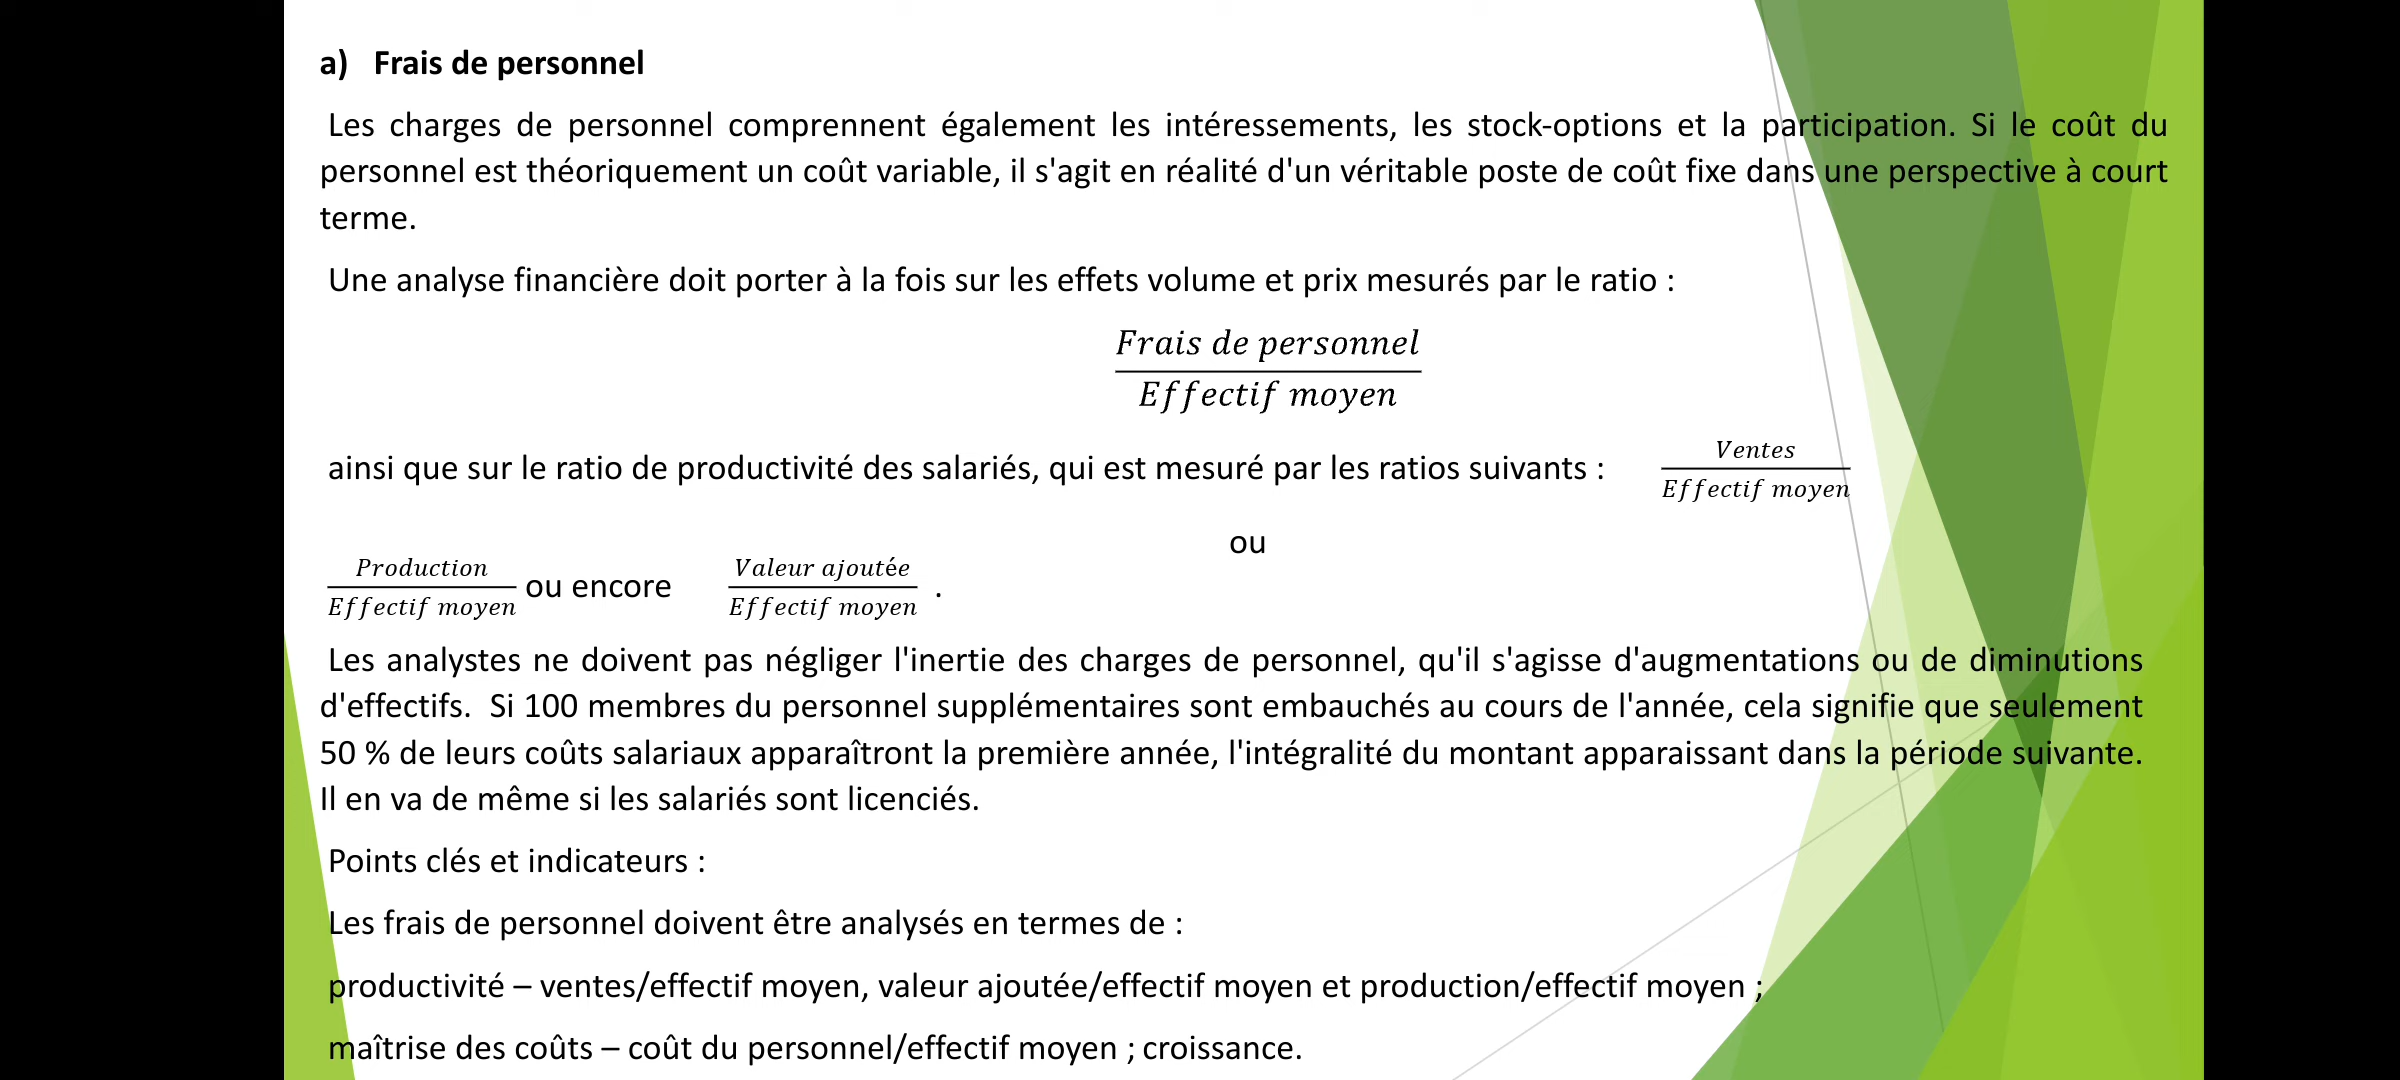 a) Frais de personnel
Les charges de personnel comprennent également les intéressements, les stock-options et la participation. Si le coût du
personnel est théoriquement un coût variable, il s'agit en réalité d'un véritable poste de coût fixe dans une perspective à court
terme.
Une analyse financière doit porter à la fois sur les effets volume et prix mesurés par le ratio :
Frais de personnel
Effectif moyen
ainsi que sur le ratio de productivité des salariés, qui est mesuré par les ratios suivants :
Ventes
Effectif moyen
ou
Production
Effectif moyen
ou encore
Valeur ajoutée
Effectif moyen
.
Les analystes ne doivent pas négliger l'inertie des charges de personnel, qu'il s'agisse d'augmentations ou de diminutions
d'effectifs. Si 100 membres du personnel supplémentaires sont embauchés au cours de l'année, cela signifie que seulement
50 % de leurs coûts salariaux apparaîtront la première année, l'intégralité du montant apparaissant dans la période suivante.
Il en va de même si les salariés sont licenciés.
Points clés et indicateurs :
Les frais de personnel doivent être analysés en termes de :
productivité – ventes/effectif moyen, valeur ajoutée/effectif moyen et production/effectif moyen ;
maîtrise des coûts – coût du personnel/effectif moyen ; croissance.